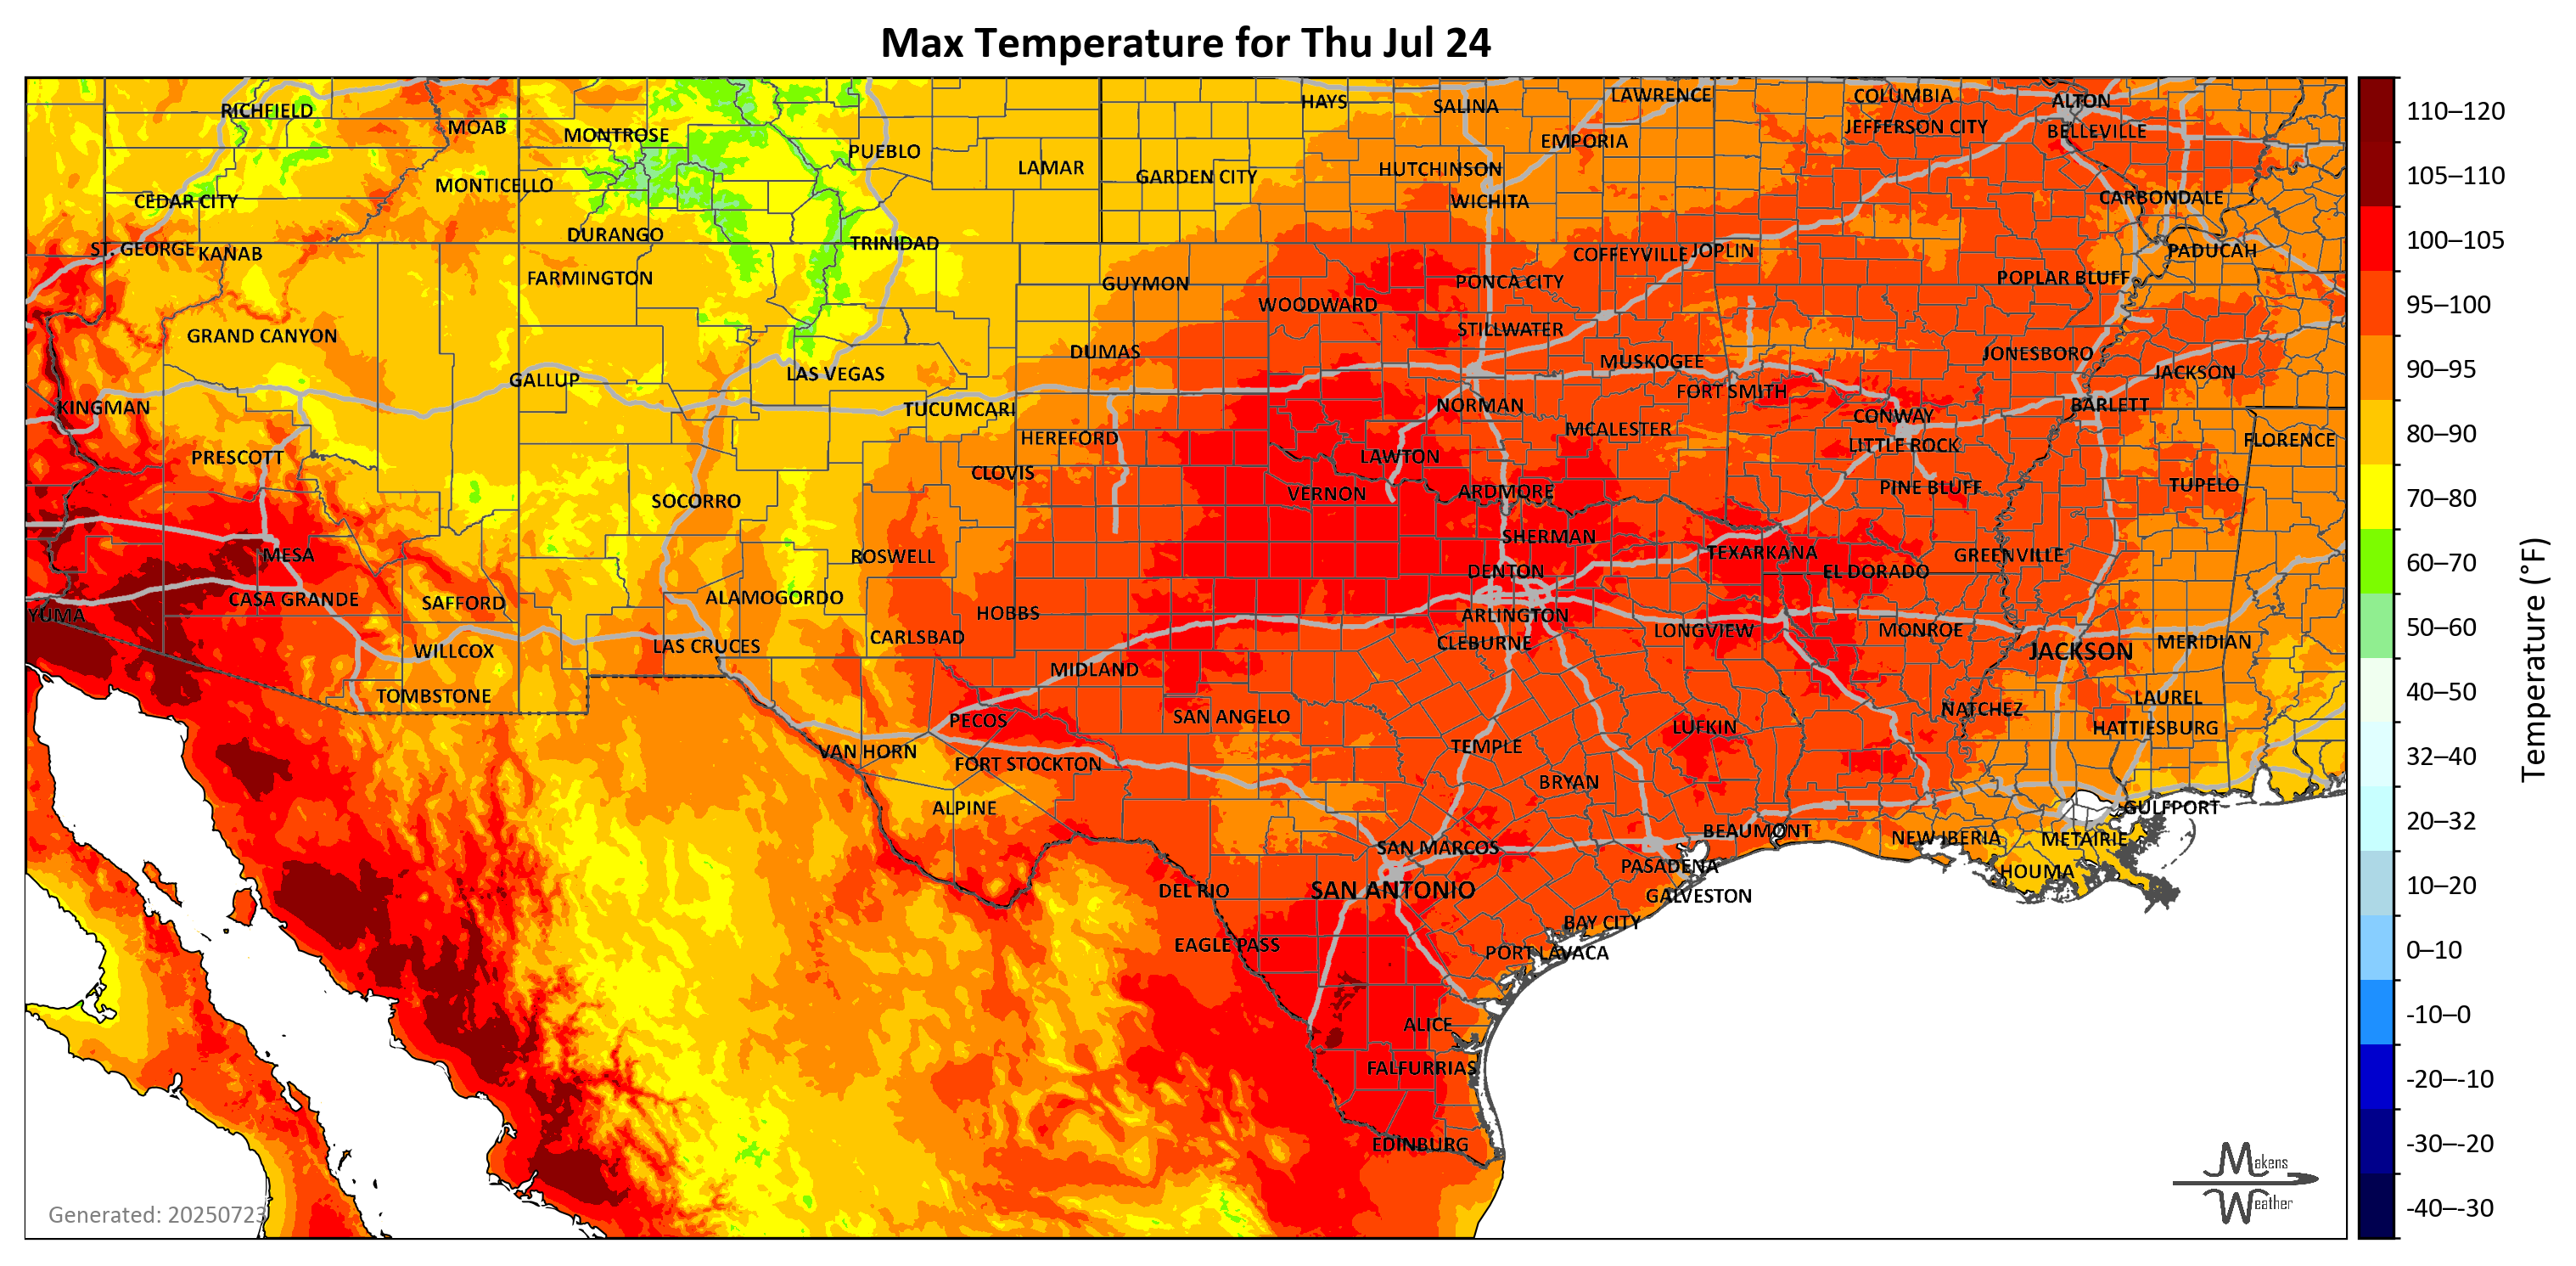 Max Temperature for Thu Jul 24
HAYS
SALINA
LAWRENCE
COLUMBIA
ALTON
RICHFIELD
MOAB
MONTROSE
PUEBLO
EMPORIA
JEFFERSON CITY
BELLEVILLE
LAMAR
GARDEN CITY
HUTCHINSON
MONTICELLO
CEDAR CITY
WICHITA
CARBONDALE
DURANGO
TRINIDAD
ST. GEORGE
KANAB
COFFEYVILLE
JOPLIN
PADUCAH
FARMINGTON
GUYMON
PONCA CITY
POPLAR BLUFF
WOODWARD
GRAND CANYON
STILLWATER
DUMAS
MUSKOGEE
JONESBORO
GALLUP
LAS VEGAS
FORT SMITH
JACKSON
KINGMAN
TUCUMCARI
NORMAN
CONWAY
BARLETT
HEREFORD
MCALESTER
LITTLE ROCK
FLORENCE
PRESCOTT
CLOVIS
LAWTON
SOCORRO
VERNON
ARDMORE
PINE BLUFF
TUPELO
MESA
ROSWELL
SHERMAN
TEXARKANA
GREENVILLE
DENTON
EL DORADO
CASA GRANDE
SAFFORD
ALAMOGORDO
HOBBS
YUMA
ARLINGTON
WILLCOX
LAS CRUCES
CARLSBAD
CLEBURNE
LONGVIEW
MONROE
JACKSON
MERIDIAN
MIDLAND
TOMBSTONE
PECOS
SAN ANGELO
NATCHEZ
LAUREL
LUFKIN
HATTIESBURG
VAN HORN
FORT STOCKTON
TEMPLE
ALPINE
BRYAN
GULFPORT
SAN MARCOS
BEAUMONT
NEW IBERIA
METAIRIE
DEL RIO
SAN ANTONIO
PASADENA
HOUMA
GALVESTON
EAGLE PASS
BAY CITY
PORT LAVACA
ALICE
FALFURRIAS
EDINBURG
Generated: 20250723
Makens
Weather
110–120
105–110
100–105
95–100
90–95
80–90
70–80
60–70
50–60
40–50
32–40
20–32
10–20
0–10
-10–0
-20–-10
-30–-20
-40–-30
Temperature (°F)